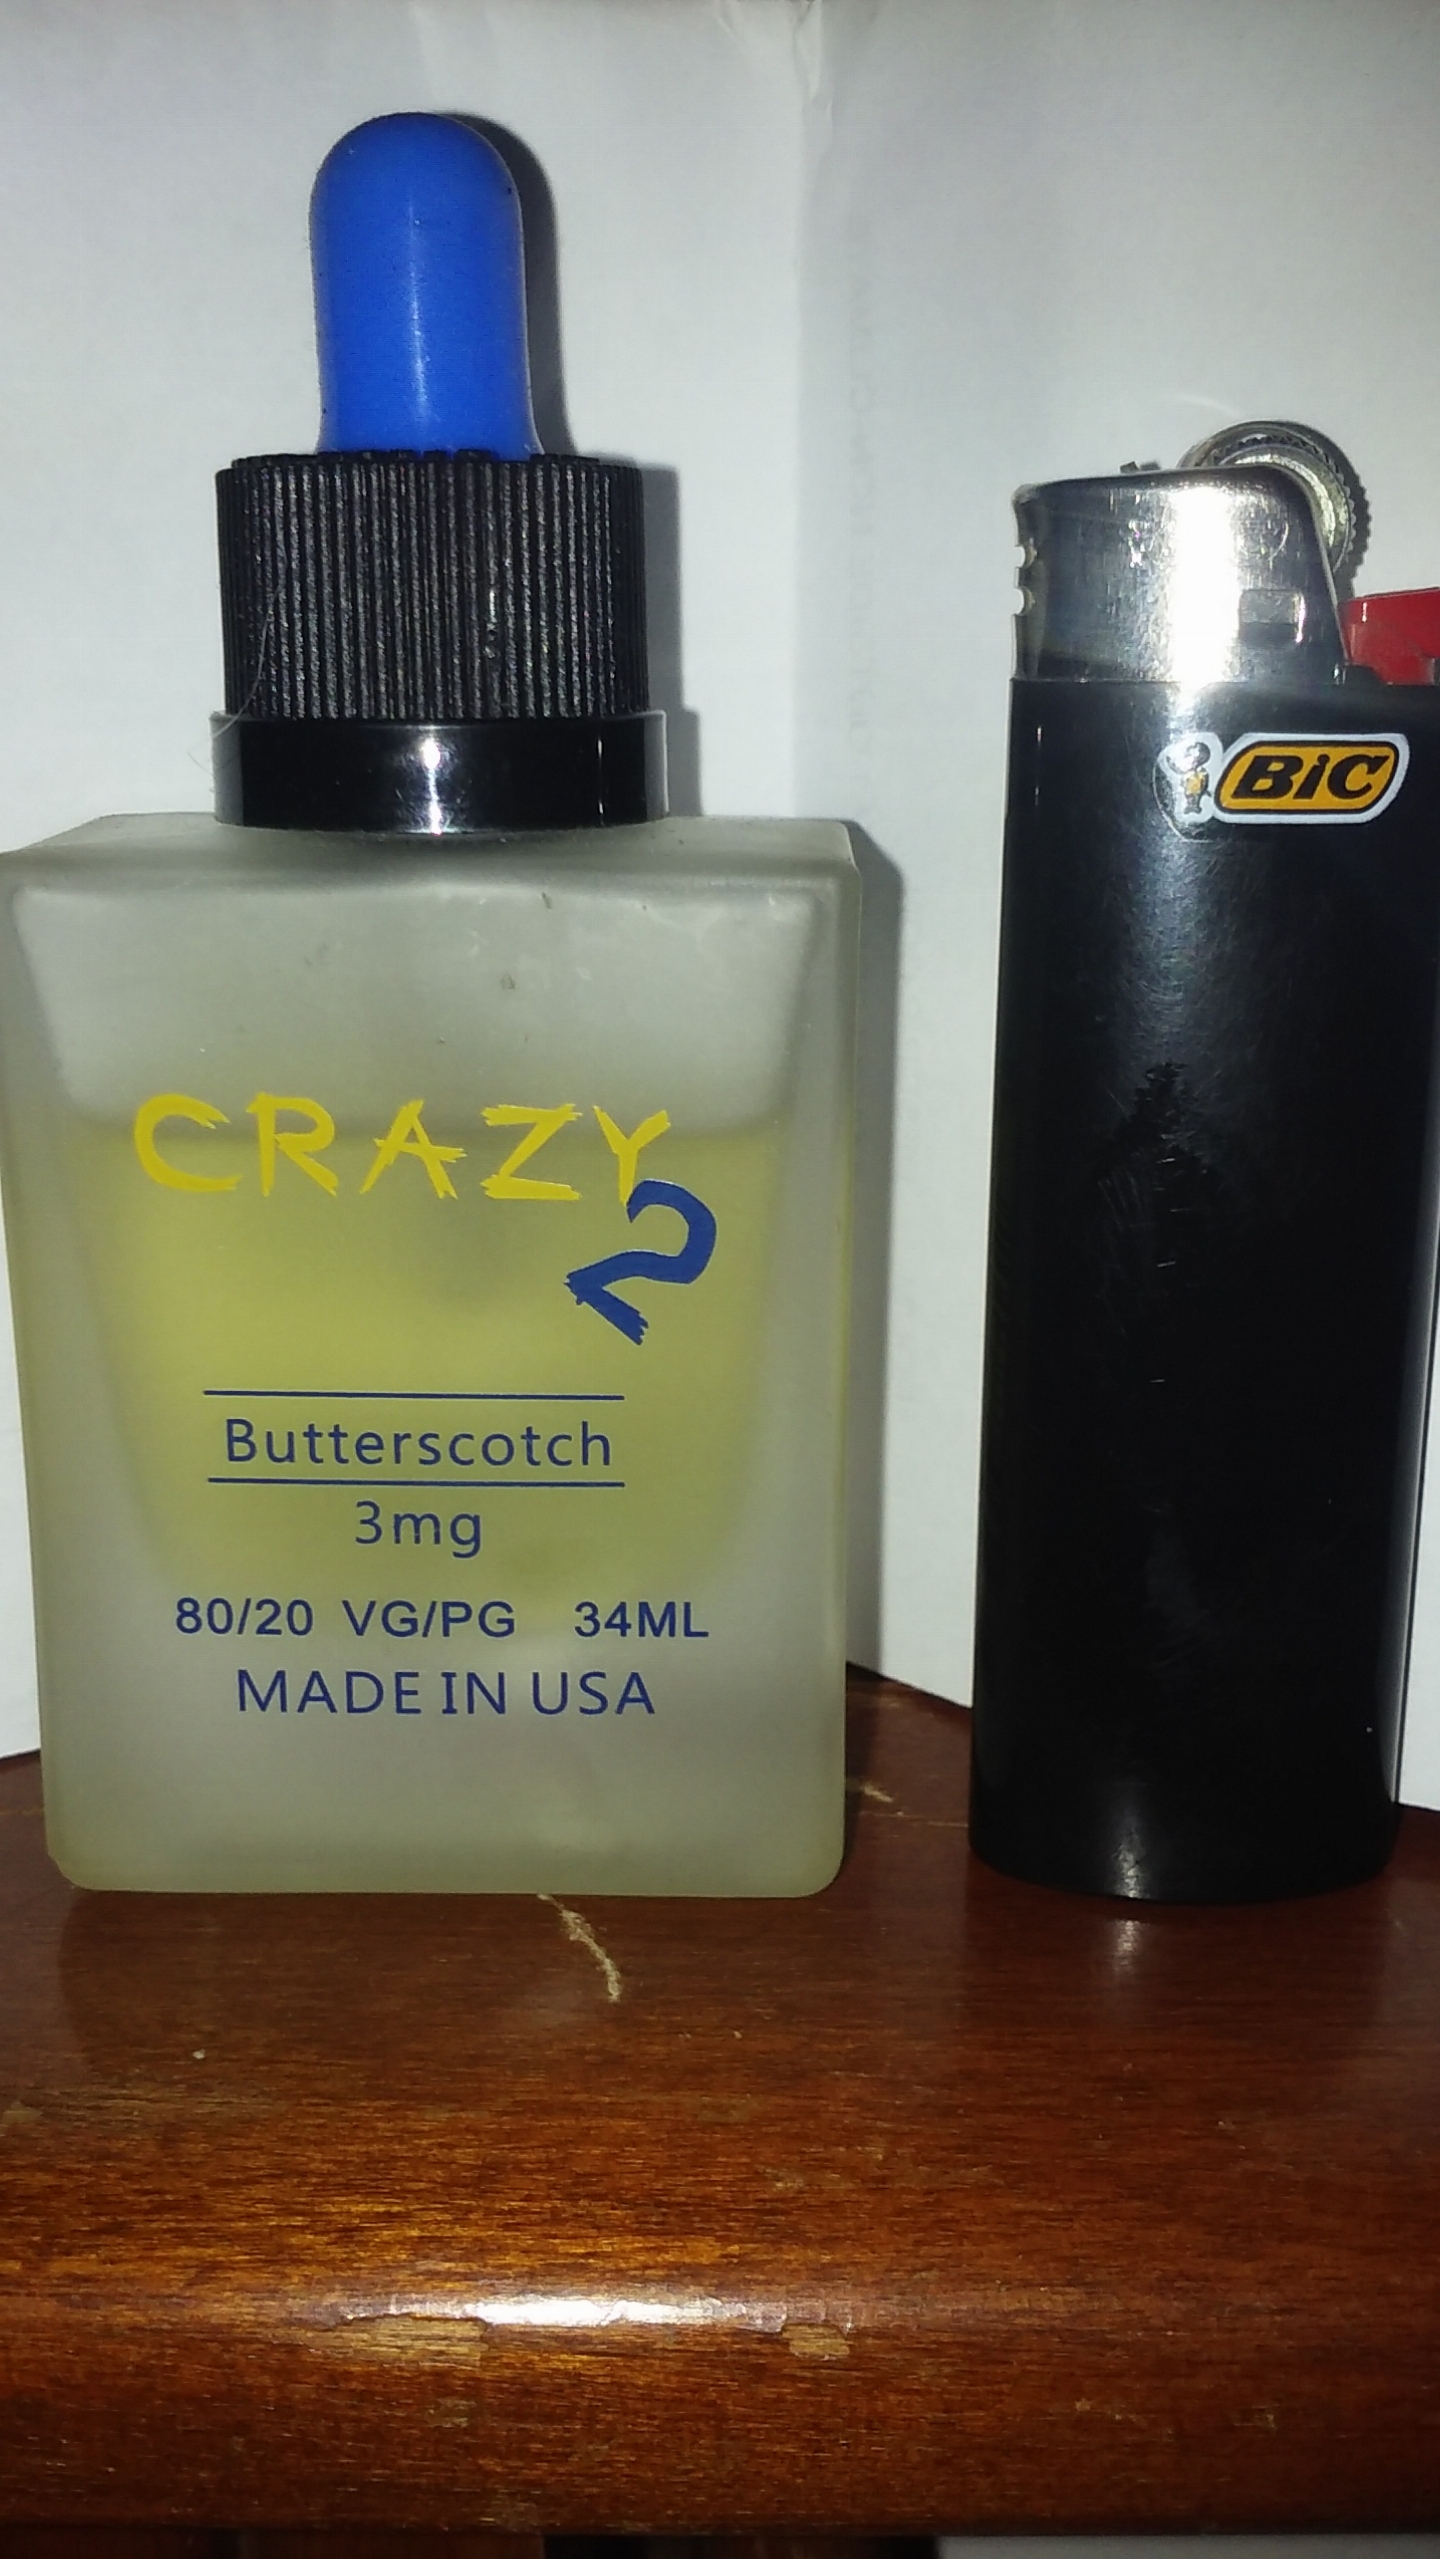 CRAZY
2
Butterscotch
3mg
80/20 VG/PG 34ML
MADE IN USA
BiC